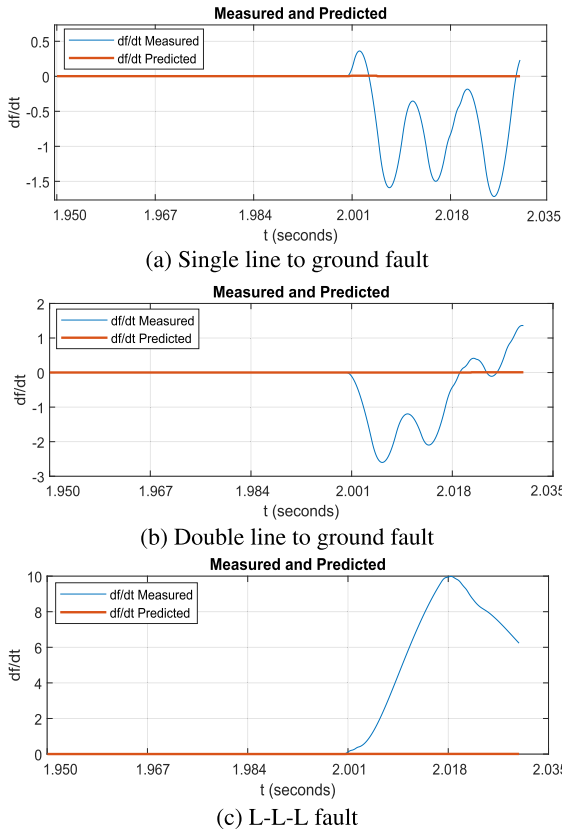 Measured and Predicted
df/dt Measured
df/dt Predicted
0.5
0
-0.5
-1
-1.5
df/dt
1.950 1.967 1.984 2.001 2.018 2.035
t (seconds)
(a) Single line to ground fault
Measured and Predicted
df/dt Measured
df/dt Predicted
2
1
0
-1
-2
-3
df/dt
1.950 1.967 1.984 2.001 2.018 2.035
t (seconds)
(b) Double line to ground fault
Measured and Predicted
df/dt Measured
df/dt Predicted
10
8
6
4
2
0
df/dt
1.950 1.967 1.984 2.001 2.018 2.035
t (seconds)
(c) L-L-L fault